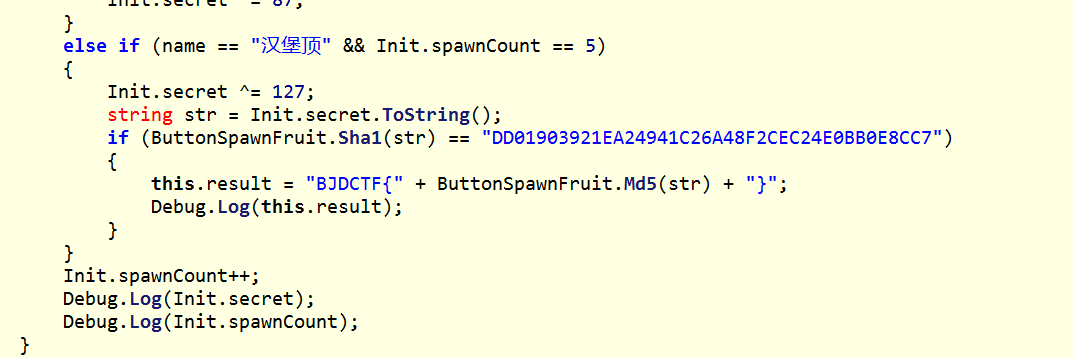 Init.secret ^= 87;
}
else if (name == "汉堡顶" && Init.spawnCount == 5)
{
Init.secret ^= 127;
string str = Init.secret.ToString();
if (ButtonSpawnFruit.Sha1(str) == "DD01903921EA24941C26A48F2CEC24E0BB0E8CC7")
{
this.result = "BJDCTF{" + ButtonSpawnFruit.Md5(str) + "}";
Debug.Log(this.result);
}
}
Init.spawnCount++;
Debug.Log(Init.secret);
Debug.Log(Init.spawnCount);
}